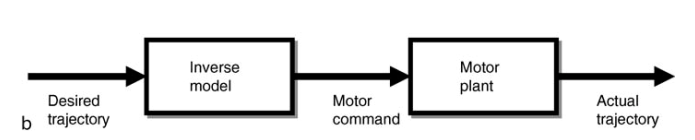 Inverse
model
Motor
plant
Desired
trajectory
Motor
command
Actual
trajectory
b